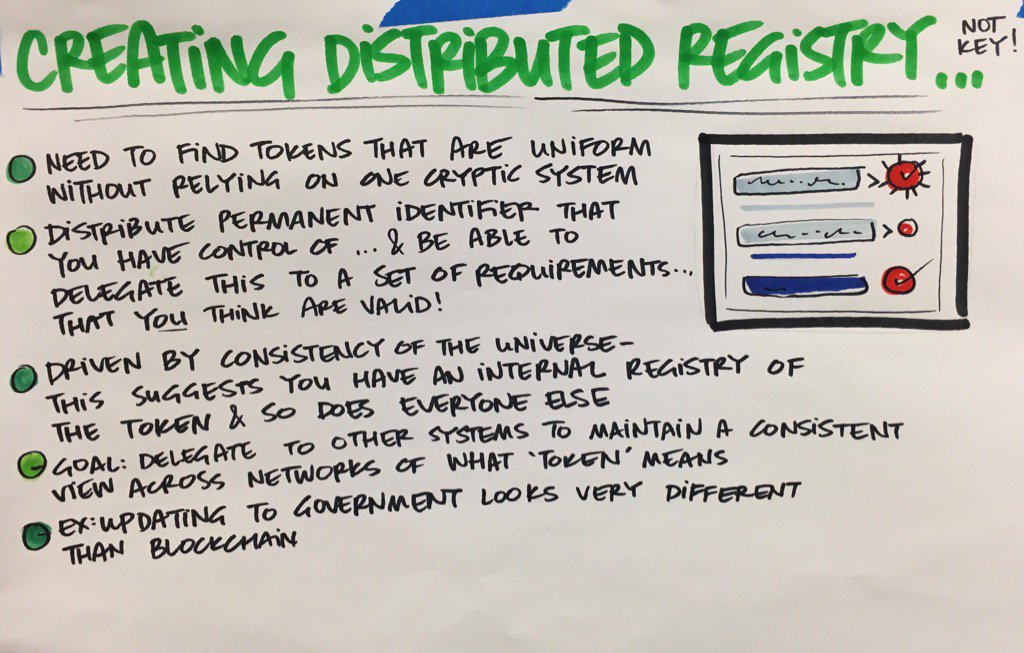 CREATING DISTRIBUTED REGISTRY...
NOT
KEY!
NEED TO FIND TOKENS THAT ARE UNIFORM
WITHOUT RELYING ON ONE CRYPTIC SYSTEM
DISTRIBUTE PERMANENT IDENTIFIER THAT
YOU HAVE CONTROL OF ... & BE ABLE TO
DELEGATE THIS TO A SET OF REQUIREMENTS...
THAT YOU THINK ARE VALID!
DRIVEN BY CONSISTENCY OF THE UNIVERSE-
THIS SUGGESTS YOU HAVE AN INTERNAL REGISTRY OF
THE TOKEN & SO DOES EVERYONE ELSE
GOAL: DELEGATE TO OTHER SYSTEMS TO MAINTAIN A CONSISTENT
VIEW ACROSS NETWORKS OF WHAT 'TOKEN' MEANS
EX: UPDATING TO GOVERNMENT LOOKS VERY DIFFERENT
THAN BLOCKCHAIN